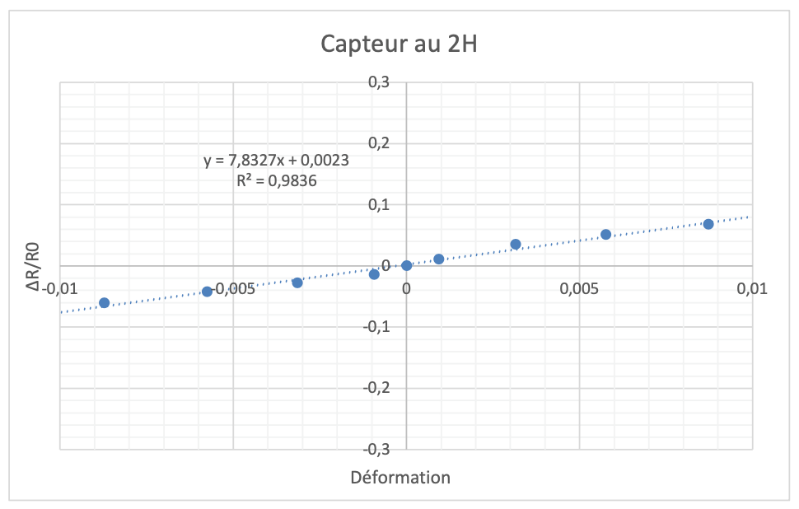 Capteur au 2H
0,3
0,2
y = 7,8327x + 0,0023
R² = 0,9836
0,1
0
ΔR/R0
-0,01
-0,005
0
0,005
0,01
-0,1
-0,2
-0,3
Déformation